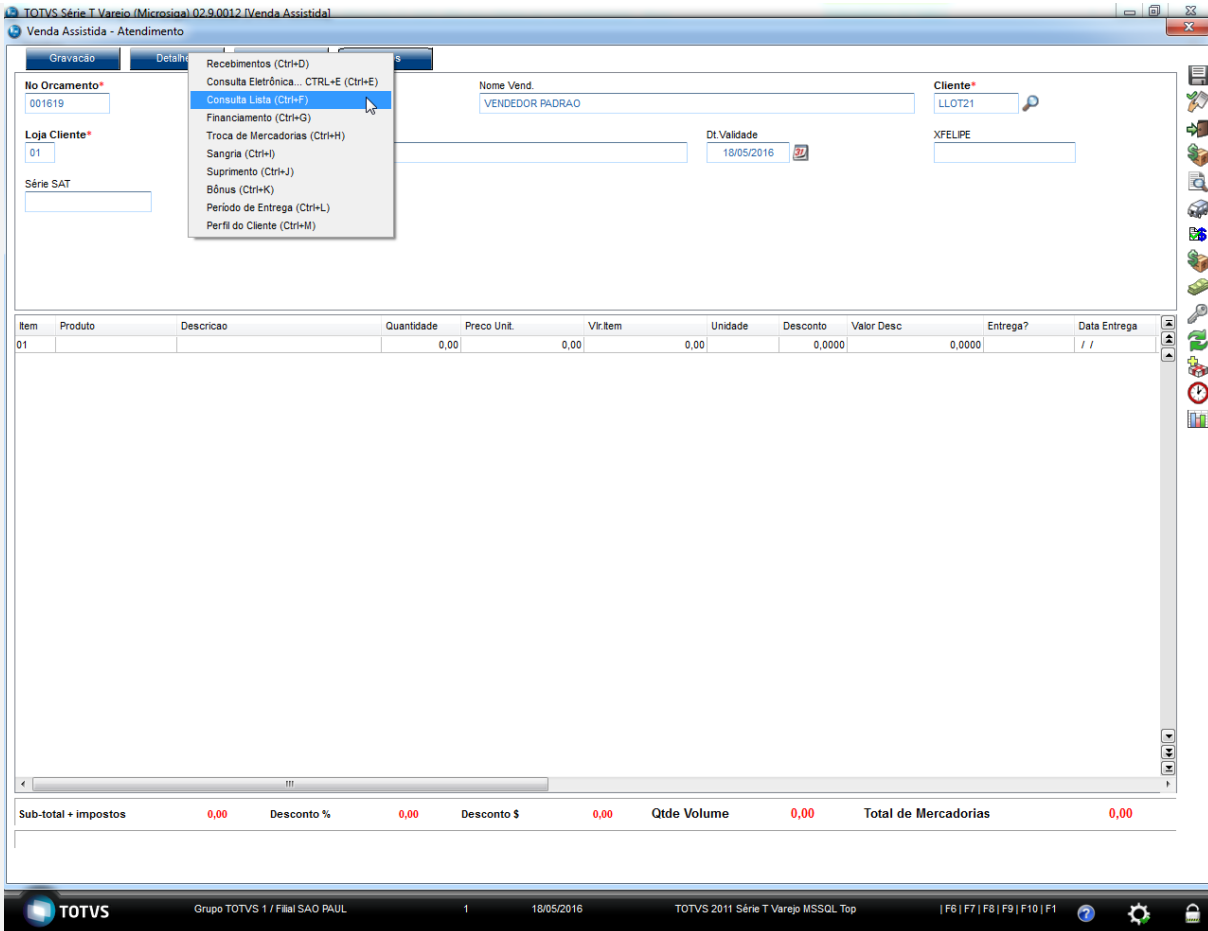 TOTVS Série T Varejo (Microsiga) 02.9.0012 [Venda Assistida]
Venda Assistida - Atendimento
Gravacão
Detalhe
s
Recebimentos (Ctrl+D)
Consulta Eletrônica... CTRL+E (Ctrl+E)
Consulta Lista (Ctrl+F)
Financiamento (Ctrl+G)
Troca de Mercadorias (Ctrl+H)
Sangria (Ctrl+I)
Suprimento (Ctrl+J)
Bônus (Ctrl+K)
Período de Entrega (Ctrl+L)
Perfil do Cliente (Ctrl+M)
No Orcamento* Nome Vend. Cliente*
001619 VENDEDOR PADRAO LLOT21
Loja Cliente* Dt.Validade XFELIPE
01 18/05/2016 31
Série SAT
Item Produto Descricao Quantidade Preco Unit. Vlr.Item Unidade Desconto Valor Desc Entrega? Data Entrega
01 0,00 0,00 0,00 0,0000 0,0000 / /
Sub-total + impostos 0,00 Desconto % 0,00 Desconto $ 0,00 Qtde Volume 0,00 Total de Mercadorias 0,00
TOTVS Grupo TOTVS 1 / Filial SAO PAUL 1 18/05/2016 TOTVS 2011 Série T Varejo MSSQL Top | F6 | F7 | F8 | F9 | F10 | F1 ?